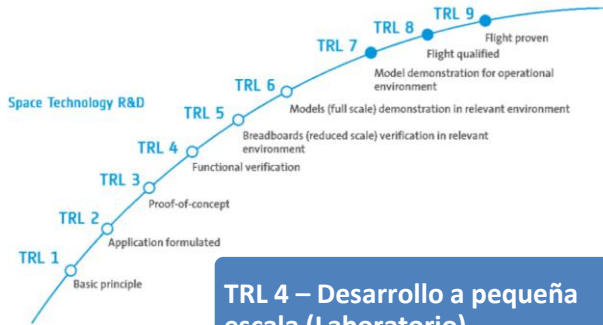 TRL 9
Flight proven
TRL 8
Flight qualified
TRL 7
Model demonstration for operational
environment
TRL 6
Models (full scale) demonstration in relevant environment
Space Technology R&D
TRL 5
Breadboards (reduced scale) verification in relevant
environment
TRL 4
Functional verification
TRL 3
Proof-of-concept
TRL 2
Application formulated
TRL 1
Basic principle
TRL 4 – Desarrollo a pequeña
escala (Laboratorio)